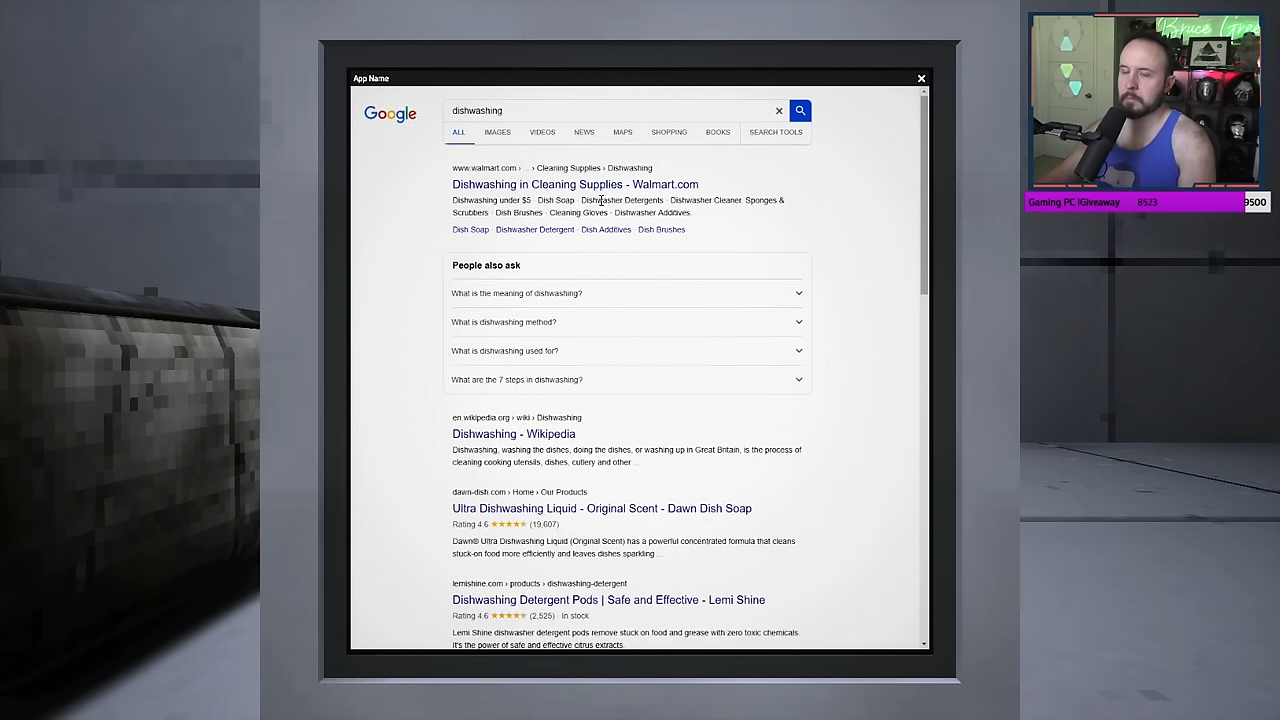 App Name
Google
dishwashing
ALL IMAGES VIDEOS NEWS MAPS SHOPPING BOOKS SEARCH TOOLS
www.walmart.com › ... › Cleaning Supplies › Dishwashing
Dishwashing in Cleaning Supplies - Walmart.com
Dishwashing under $5 · Dish Soap · Dishwasher Detergents · Dishwasher Cleaner. Sponges &
Scrubbers · Dish Brushes · Cleaning Gloves · Dishwasher Additives.
Dish Soap · Dishwasher Detergent · Dish Additives · Dish Brushes
People also ask
What is the meaning of dishwashing?
What is dishwashing method?
What is dishwashing used for?
What are the 7 steps in dishwashing?
en.wikipedia.org › wiki › Dishwashing
Dishwashing - Wikipedia
Dishwashing, washing the dishes, doing the dishes, or washing up in Great Britain, is the process of
cleaning cooking utensils, dishes, cutlery and other ...
dawn-dish.com › Home › Our Products
Ultra Dishwashing Liquid - Original Scent - Dawn Dish Soap
Rating 4.6 ★★★★★ (19,607)
Dawn® Ultra Dishwashing Liquid (Original Scent) has a powerful concentrated formula that cleans
stuck-on food more efficiently and leaves dishes sparkling ...
lemishine.com › products › dishwashing-detergent
Dishwashing Detergent Pods | Safe and Effective - Lemi Shine
Rating 4.6 ★★★★★ (2,525) · In stock
Lemi Shine dishwasher detergent pods remove stuck on food and grease with zero toxic chemicals.
It's the power of safe and effective citrus extracts.
Bruce Gree
Gaming PC !Giveaway 8523 9500